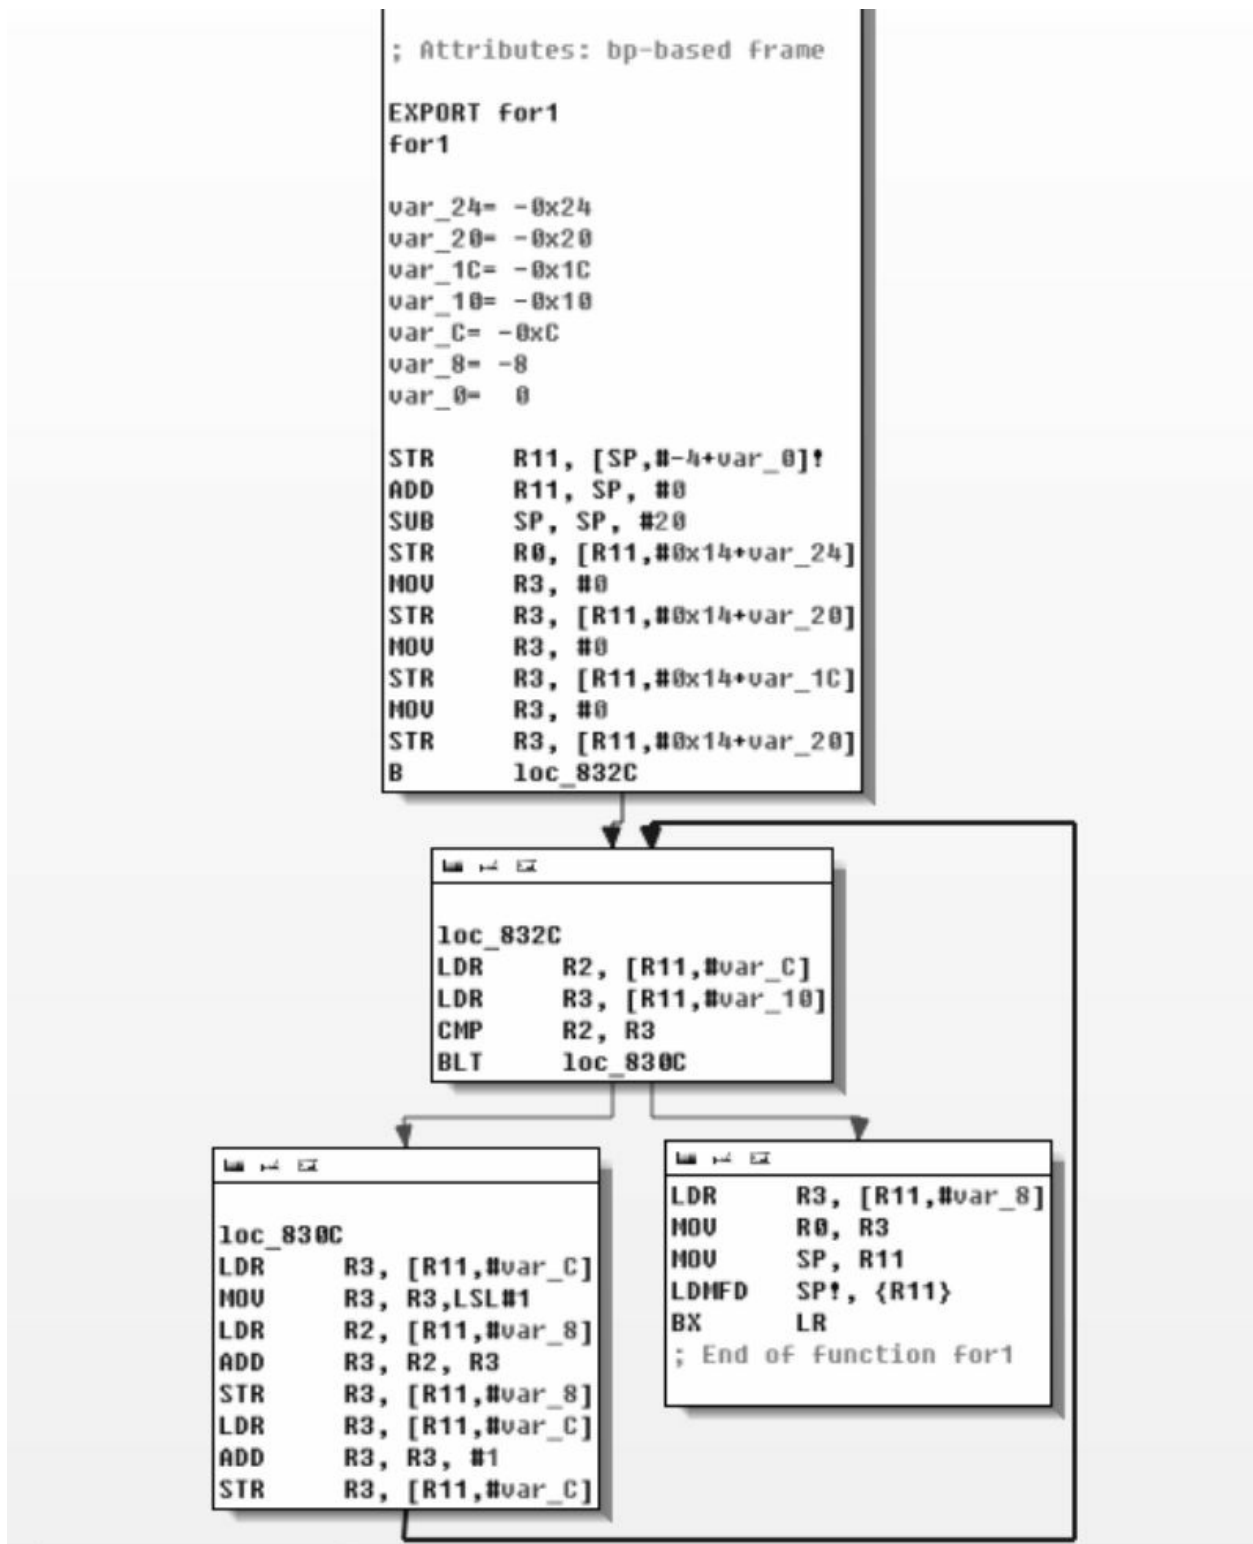 ; Attributes: bp-based frame
EXPORT for1
for1
var_24= -0x24
var_20= -0x20
var_1C= -0x1C
var_10= -0x10
var_C= -0xC
var_8= -8
var_0=  0
STR R11, [SP,#-4+var_0]!
ADD R11, SP, #0
SUB SP, SP, #20
STR R0, [R11,#0x14+var_24]
MOV R3, #0
STR R3, [R11,#0x14+var_20]
MOV R3, #0
STR R3, [R11,#0x14+var_1C]
MOV R3, #0
STR R3, [R11,#0x14+var_20]
B loc_832C
loc_832C
LDR R2, [R11,#var_C]
LDR R3, [R11,#var_10]
CMP R2, R3
BLT loc_830C
loc_830C
LDR R3, [R11,#var_C]
MOV R3, R3,LSL#1
LDR R2, [R11,#var_8]
ADD R3, R2, R3
STR R3, [R11,#var_8]
LDR R3, [R11,#var_C]
ADD R3, R3, #1
STR R3, [R11,#var_C]
LDR R3, [R11,#var_8]
MOV R0, R3
MOV SP, R11
LDMFD SP!, {R11}
BX LR
; End of function for1